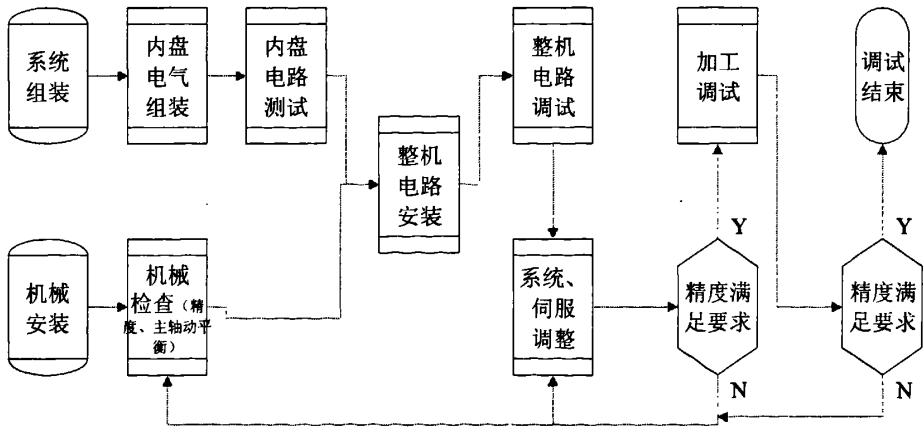 系统
组装
内盘
电气
组装
内盘
电路
测试
整机
电路
安装
整机
电路
调试
加工
调试
调试
结束
机械
安装
机械
检查（精
度、主轴动平
衡）
系统、
伺服
调整
精度满
足要求
Y
N
精度满
足要求
Y
N